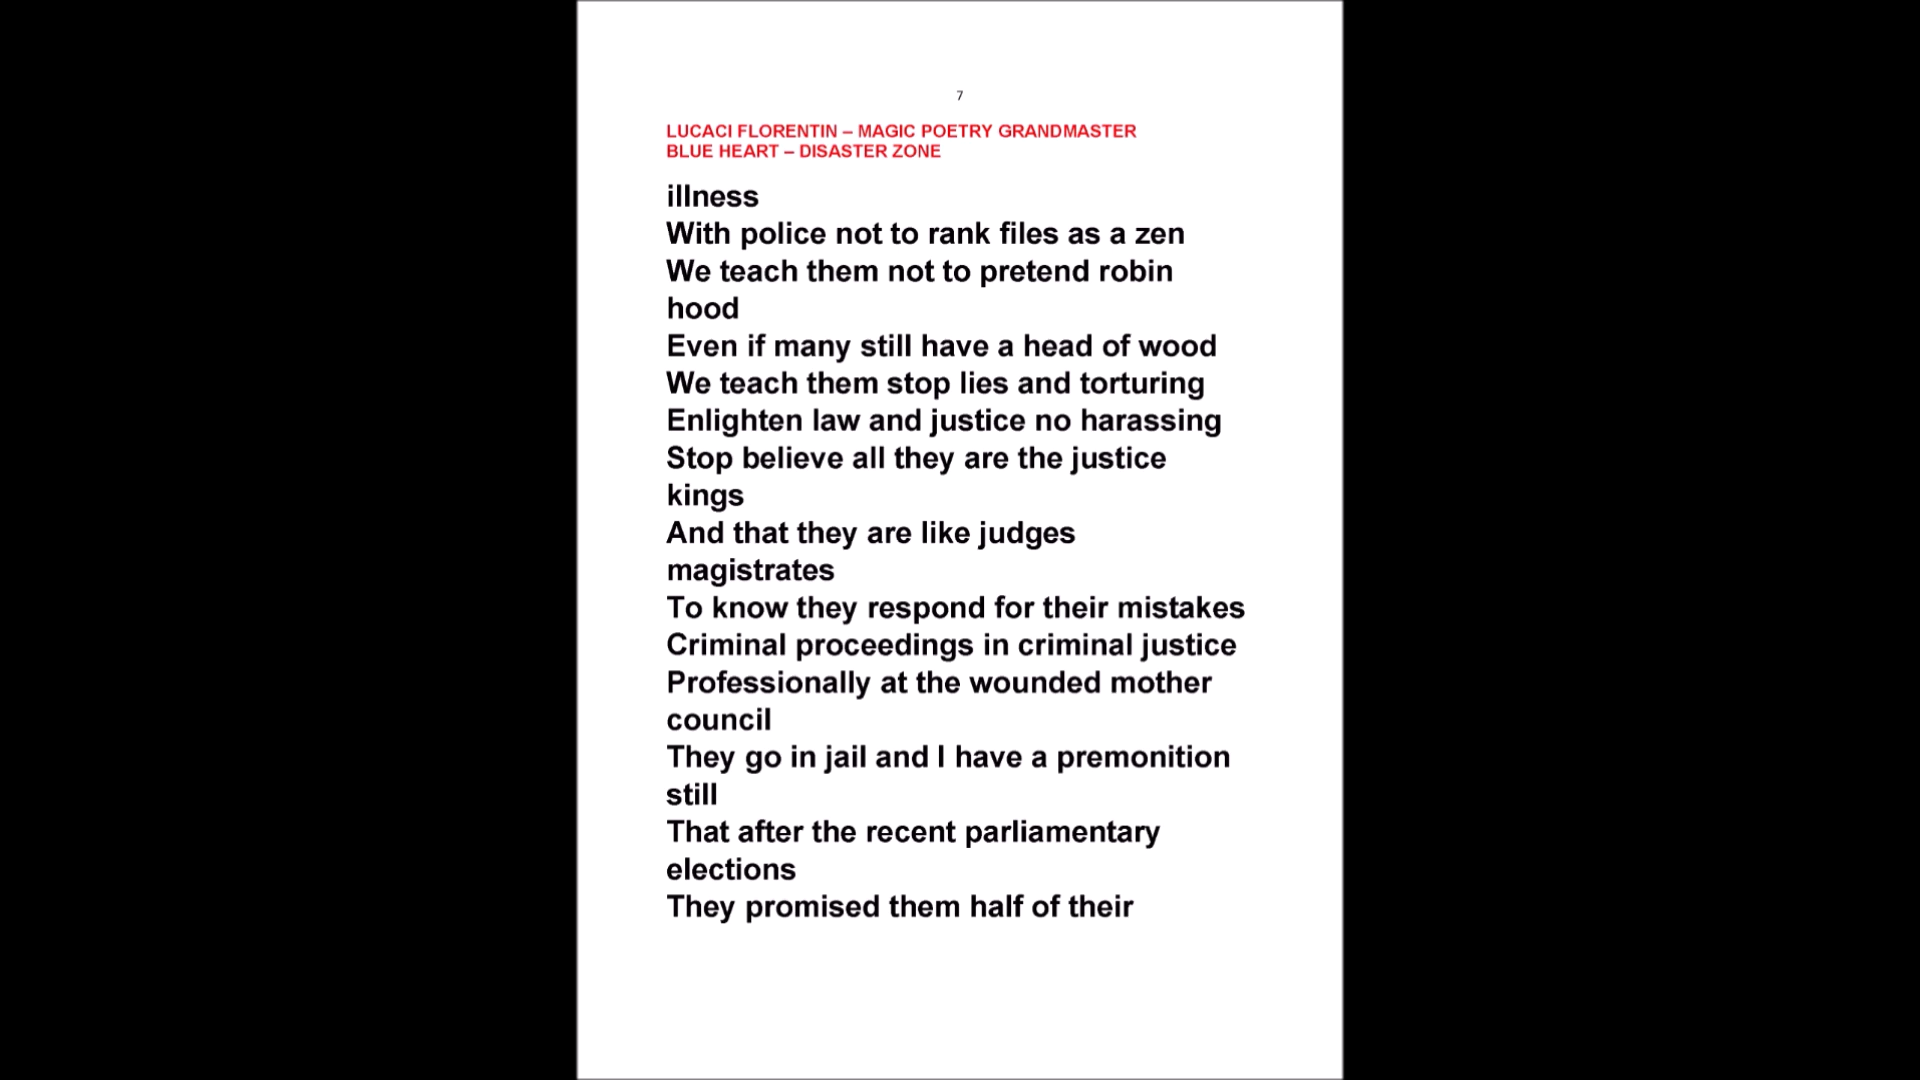 7
LUCACI FLORENTIN – MAGIC POETRY GRANDMASTER
BLUE HEART – DISASTER ZONE
illness
With police not to rank files as a zen
We teach them not to pretend robin
hood
Even if many still have a head of wood
We teach them stop lies and torturing
Enlighten law and justice no harassing
Stop believe all they are the justice
kings
And that they are like judges
magistrates
To know they respond for their mistakes
Criminal proceedings in criminal justice
Professionally at the wounded mother
council
They go in jail and I have a premonition
still
That after the recent parliamentary
elections
They promised them half of their